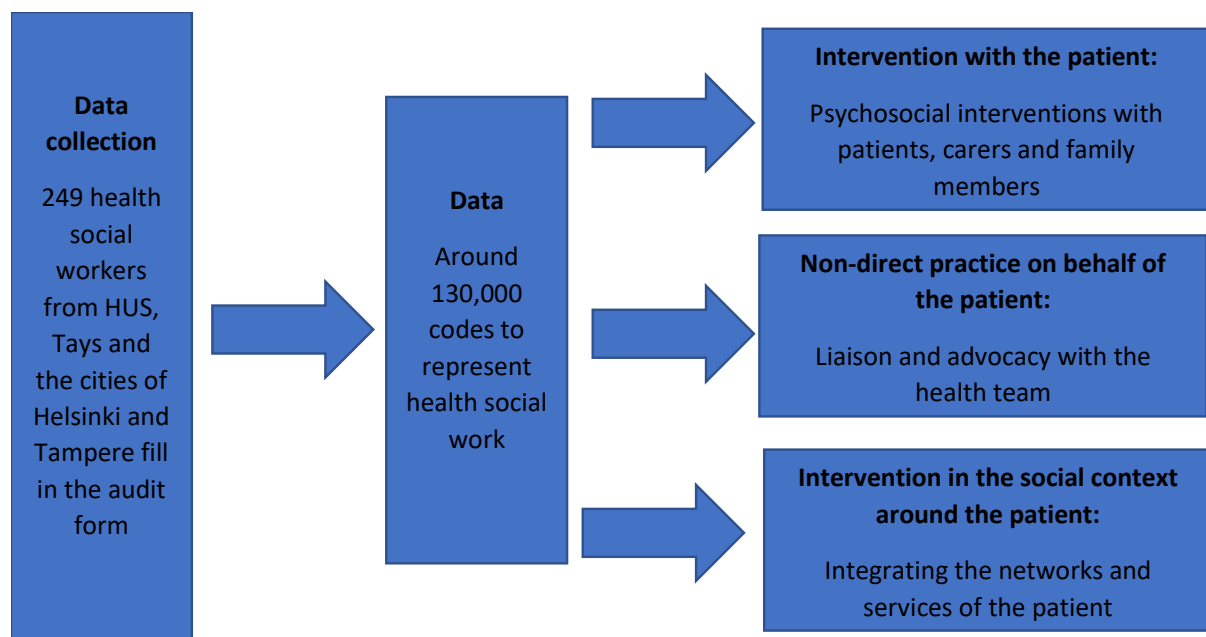 Data
collection
249 health
social
workers
from HUS,
Tays and
the cities of
Helsinki and
Tampere fill
in the audit
form
Data
Around
130,000
codes to
represent
health social
work
Intervention with the patient:
Psychosocial interventions with
patients, carers and family
members
Non-direct practice on behalf of
the patient:
Liaison and advocacy with the
health team
Intervention in the social context
around the patient:
Integrating the networks and
services of the patient